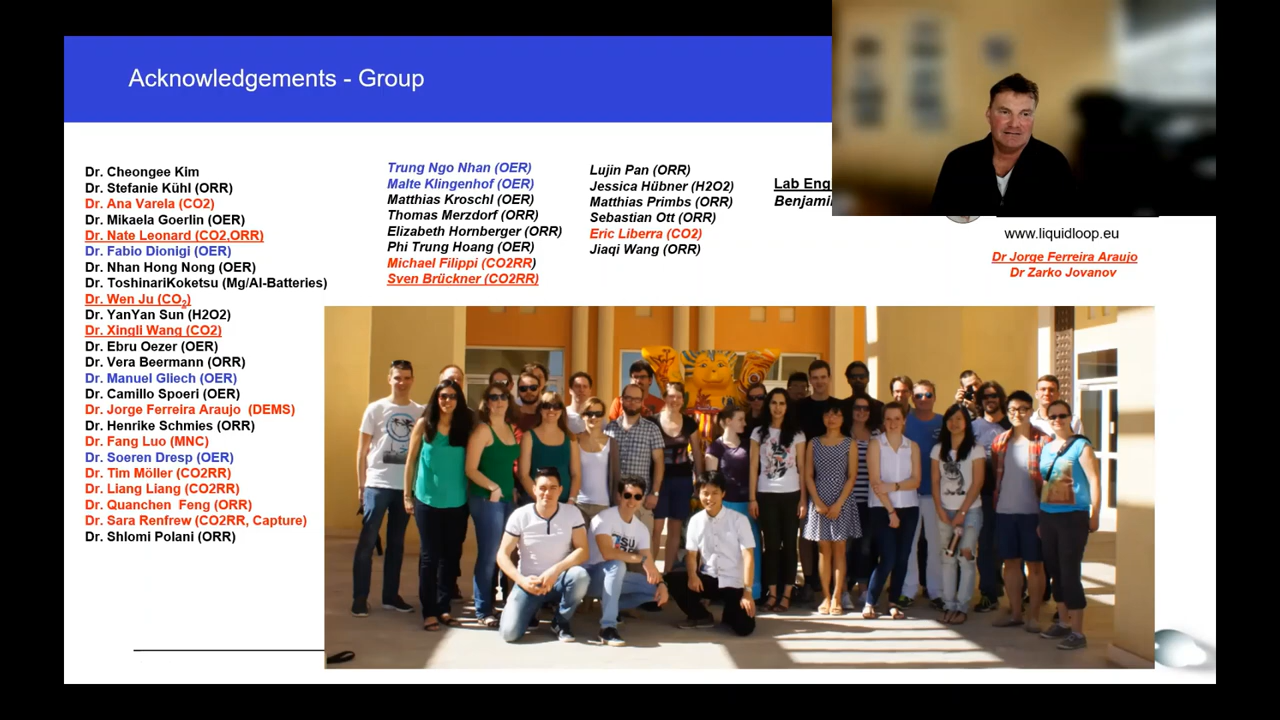 Acknowledgements - Group
Dr. Cheongee Kim
Dr. Stefanie Kühl (ORR)
Dr. Ana Varela (CO2)
Dr. Mikaela Goerlin (OER)
Dr. Nate Leonard (CO2,ORR)
Dr. Fabio Dionigi (OER)
Dr. Nhan Hong Nong (OER)
Dr. ToshinariKoketsu (Mg/Al-Batteries)
Dr. Wen Ju (CO₂)
Dr. YanYan Sun (H2O2)
Dr. Xingli Wang (CO2)
Dr. Ebru Oezer (OER)
Dr. Vera Beermann (ORR)
Dr. Manuel Gliech (OER)
Dr. Camillo Spoeri (OER)
Dr. Jorge Ferreira Araujo (DEMS)
Dr. Henrike Schmies (ORR)
Dr. Fang Luo (MNC)
Dr. Soeren Dresp (OER)
Dr. Tim Möller (CO2RR)
Dr. Liang Liang (CO2RR)
Dr. Quanchen Feng (ORR)
Dr. Sara Renfrew (CO2RR, Capture)
Dr. Shlomi Polani (ORR)
Trung Ngo Nhan (OER)
Malte Klingenhof (OER)
Matthias Kroschl (OER)
Thomas Merzdorf (ORR)
Elizabeth Hornberger (ORR)
Phi Trung Hoang (OER)
Michael Filippi (CO2RR)
Sven Brückner (CO2RR)
Lujin Pan (ORR)
Jessica Hübner (H2O2)
Matthias Primbs (ORR)
Sebastian Ott (ORR)
Eric Liberra (CO2)
Jiaqi Wang (ORR)
Lab Eng
Benjami
www.liquidloop.eu
Dr Jorge Ferreira Araujo
Dr Zarko Jovanov